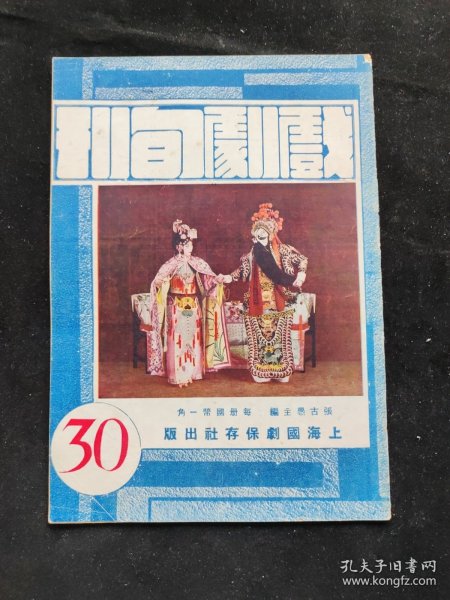 戲劇旬刊
張古愚主編 每册國幣一角
上海國劇保存社出版
30
孔夫子旧书网
www.kongfz.com